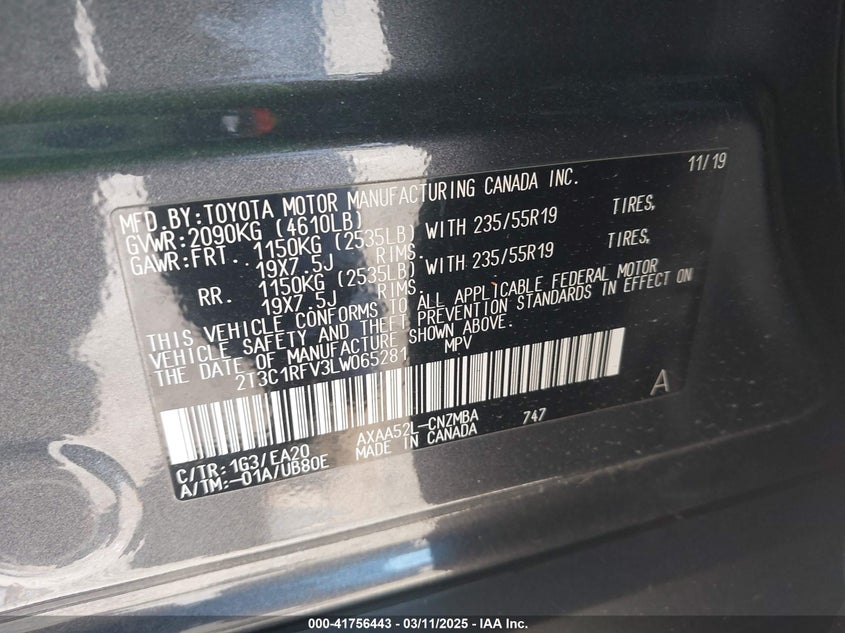 11/19
MFD.BY:TOYOTA MOTOR MANUFACTURING CANADA INC.
GVWR:2090KG (4610LB)
GAWR:FRT. 1150KG (2535LB) WITH 235/55R19 TIRES,
19X7.5J RIMS.
RR. 1150KG (2535LB) WITH 235/55R19 TIRES,
19X7.5J RIMS.
THIS VEHICLE CONFORMS TO ALL APPLICABLE FEDERAL MOTOR
VEHICLE SAFETY AND THEFT PREVENTION STANDARDS IN EFFECT ON
THE DATE OF MANUFACTURE SHOWN ABOVE.
2T3C1RFV3LW065281 MPV
A
C/TR:1G3/EA20 AXAA52L-CNZMBA 747
A/TM:-01A/UB80E MADE IN CANADA
000-41756443 - 03/11/2025 - IAA Inc.